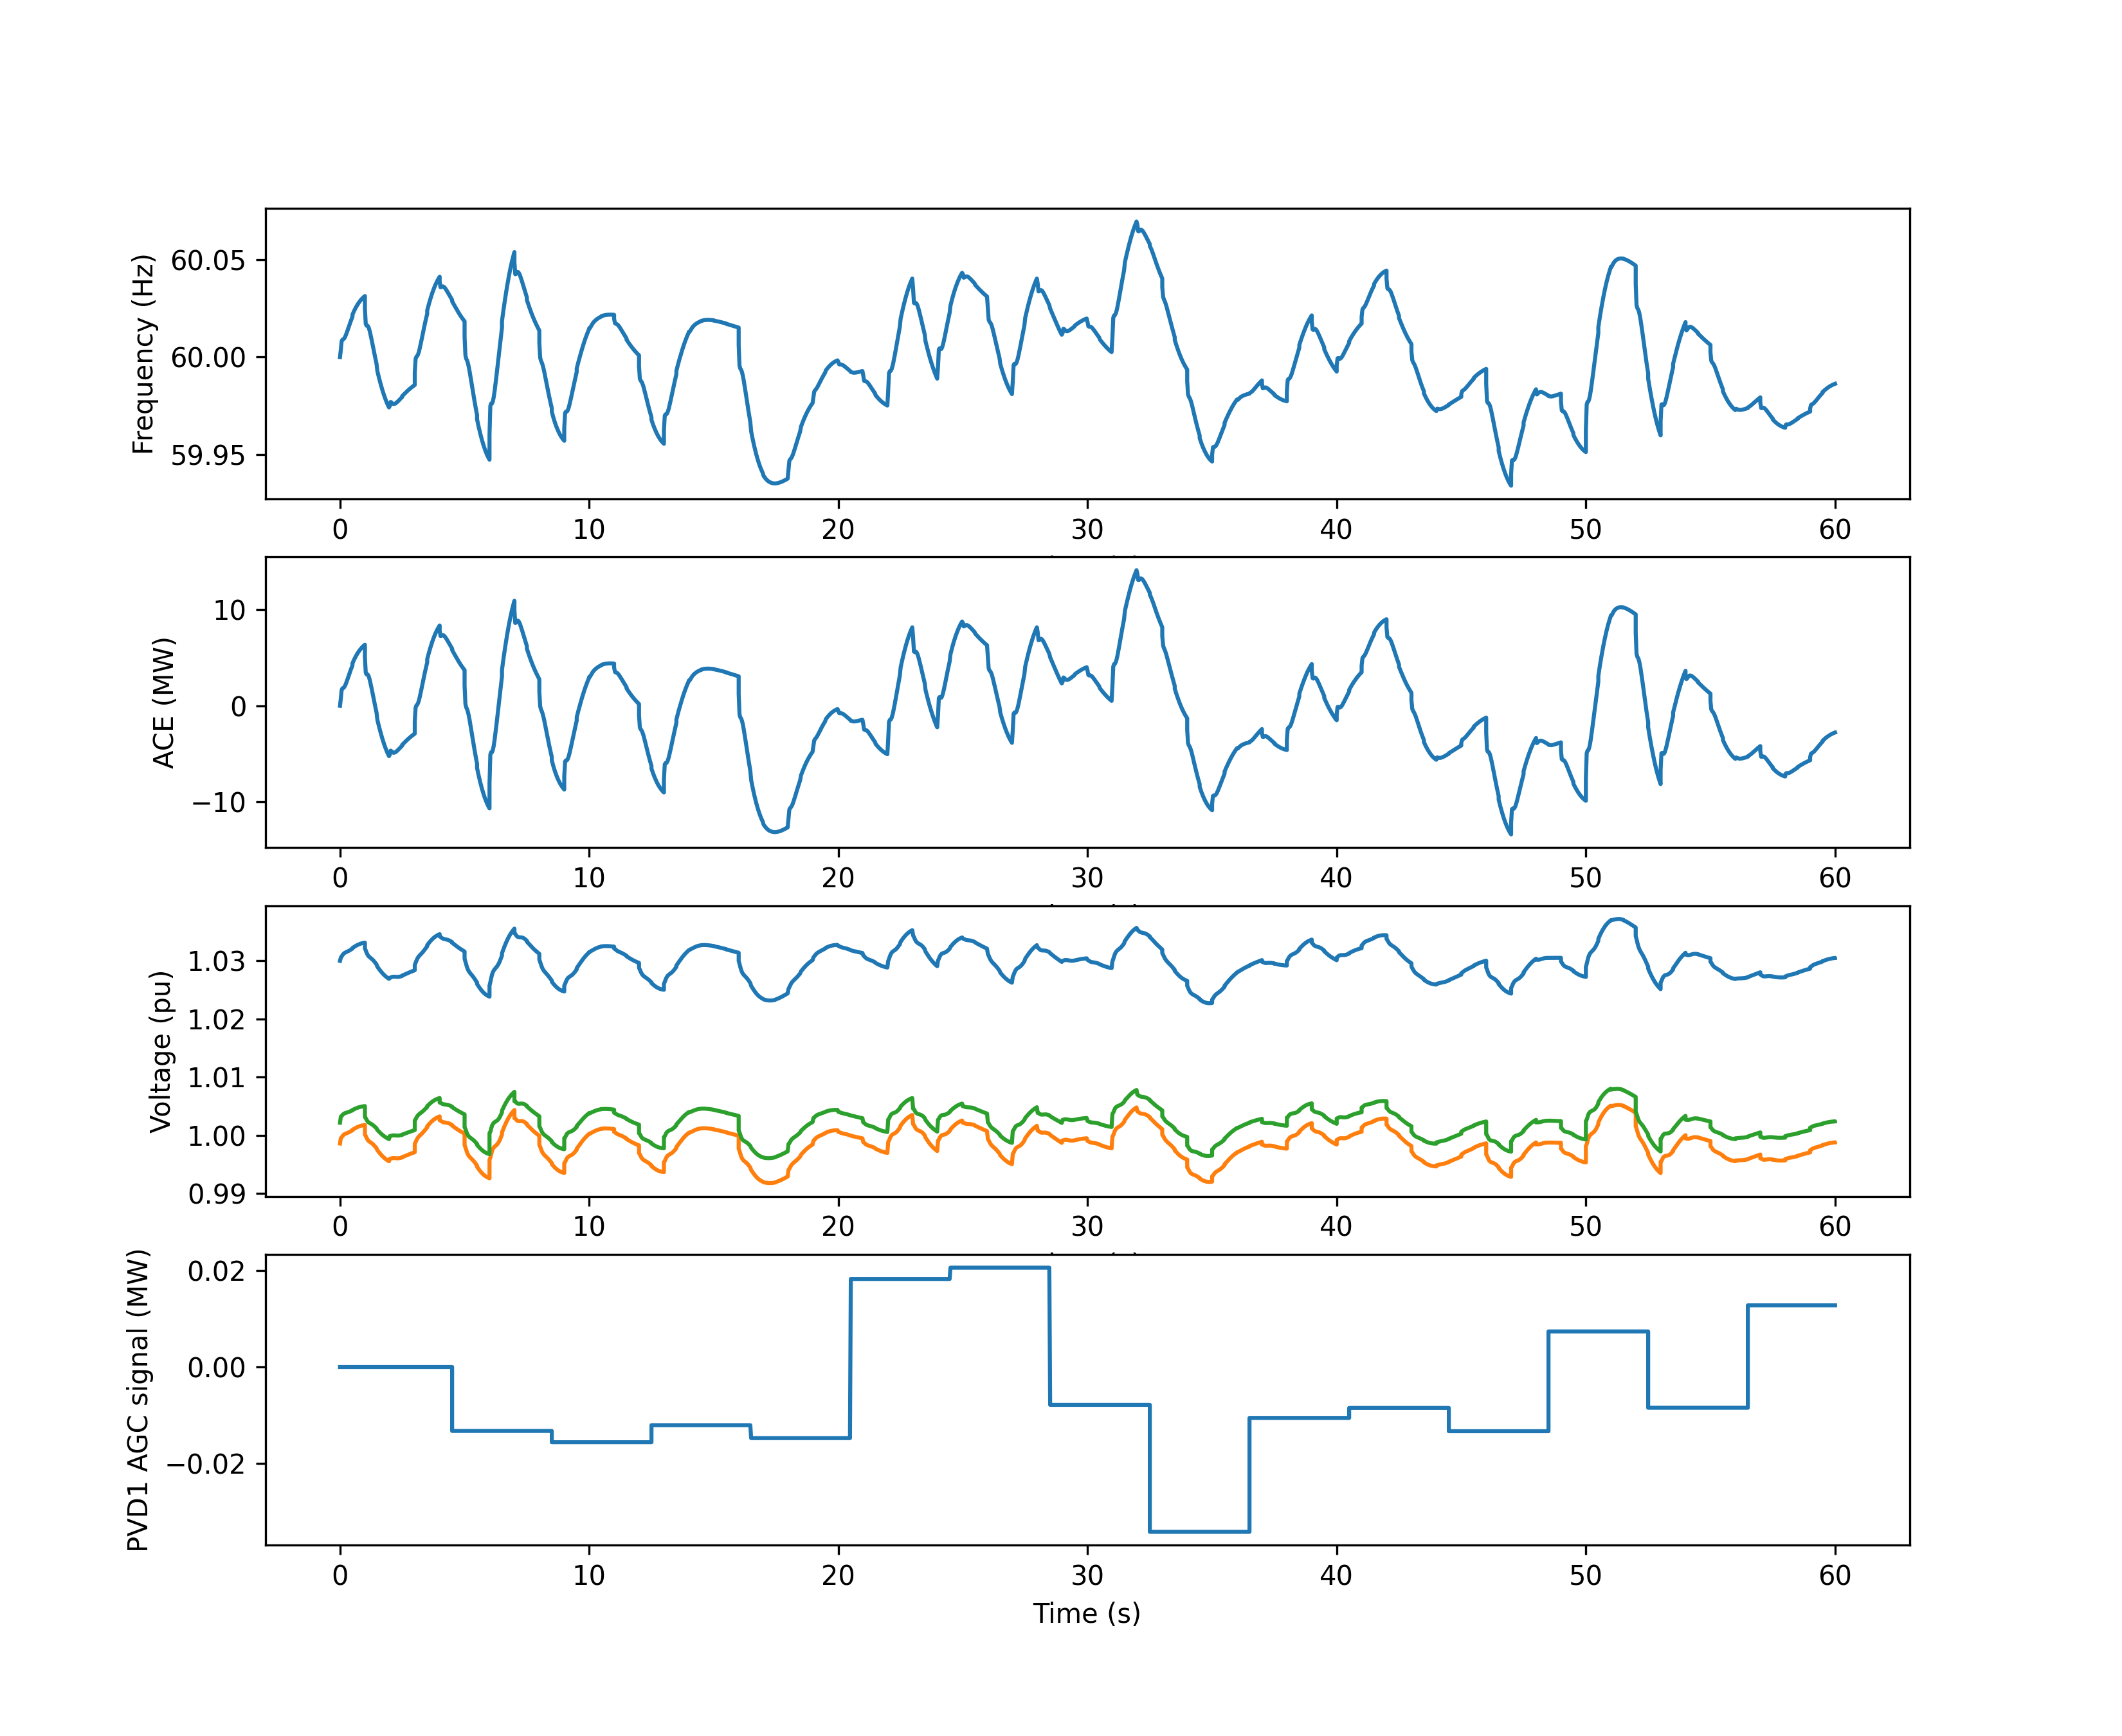 Frequency (Hz)
60.05
60.00
59.95
0 10 20 30 40 50 60
ACE (MW)
10
0
−10
0 10 20 30 40 50 60
Voltage (pu)
1.03
1.02
1.01
1.00
0.99
0 10 20 30 40 50 60
PVD1 AGC signal (MW)
0.02
0.00
−0.02
0 10 20 30 40 50 60
Time (s)